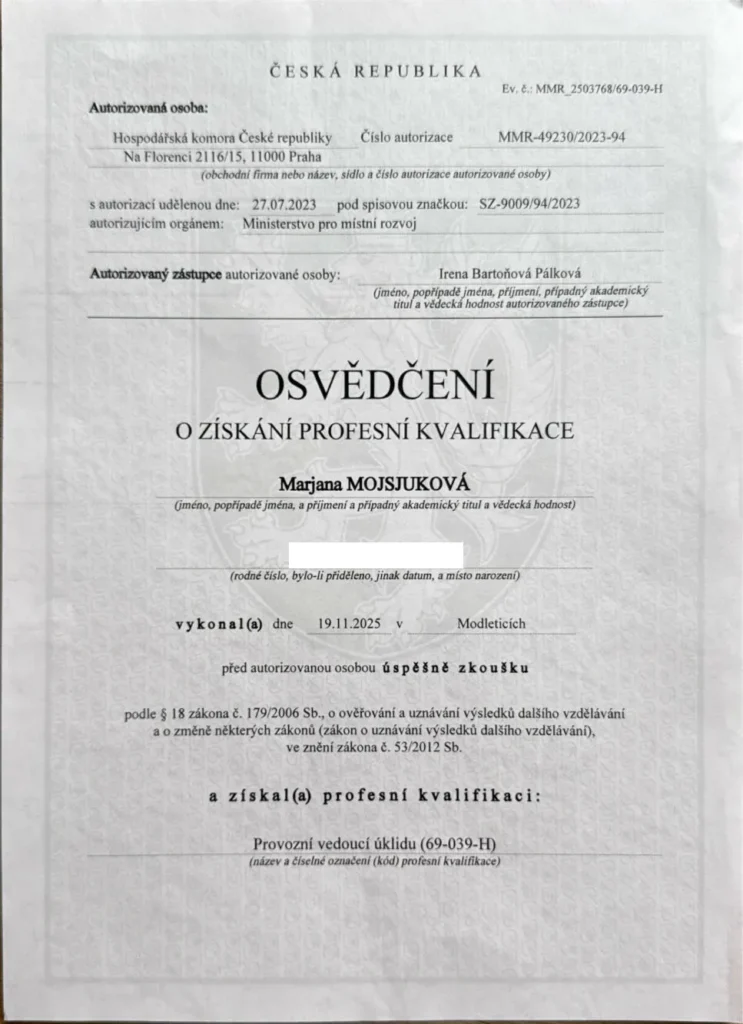 ČESKÁ REPUBLIKA
Ev. č.: MMR_2503768/69-039-H
Autorizovaná osoba:
Hospodářská komora České republiky Číslo autorizace MMR-49230/2023-94
Na Florenci 2116/15, 11000 Praha
(obchodní firma nebo název, sídlo a číslo autorizace autorizované osoby)
s autorizací udělenou dne: 27.07.2023 pod spisovou značkou: SZ-9009/94/2023
autorizujícím orgánem: Ministerstvo pro místní rozvoj
Autorizovaný zástupce autorizované osoby: Irena Bartoňová Pálková
(jméno, popřípadě jména, příjmení, případný akademický
titul a vědecká hodnost autorizovaného zástupce)
OSVĚDČENÍ
O ZÍSKÁNÍ PROFESNÍ KVALIFIKACE
Marjana MOJSJUKOVÁ
(jméno, popřípadě jména, a příjmení a případný akademický titul a vědecká hodnost)
(rodné číslo, bylo-li přiděleno, jinak datum, a místo narození)
vykonal(a) dne 19.11.2025 v Modleticích
před autorizovanou osobou úspěšně zkoušku
podle § 18 zákona č. 179/2006 Sb., o ověřování a uznávání výsledků dalšího vzdělávání
a o změně některých zákonů (zákon o uznávání výsledků dalšího vzdělávání),
ve znění zákona č. 53/2012 Sb.
a získal(a) profesní kvalifikaci:
Provozní vedoucí úklidu (69-039-H)
(název a číselné označení (kód) profesní kvalifikace)